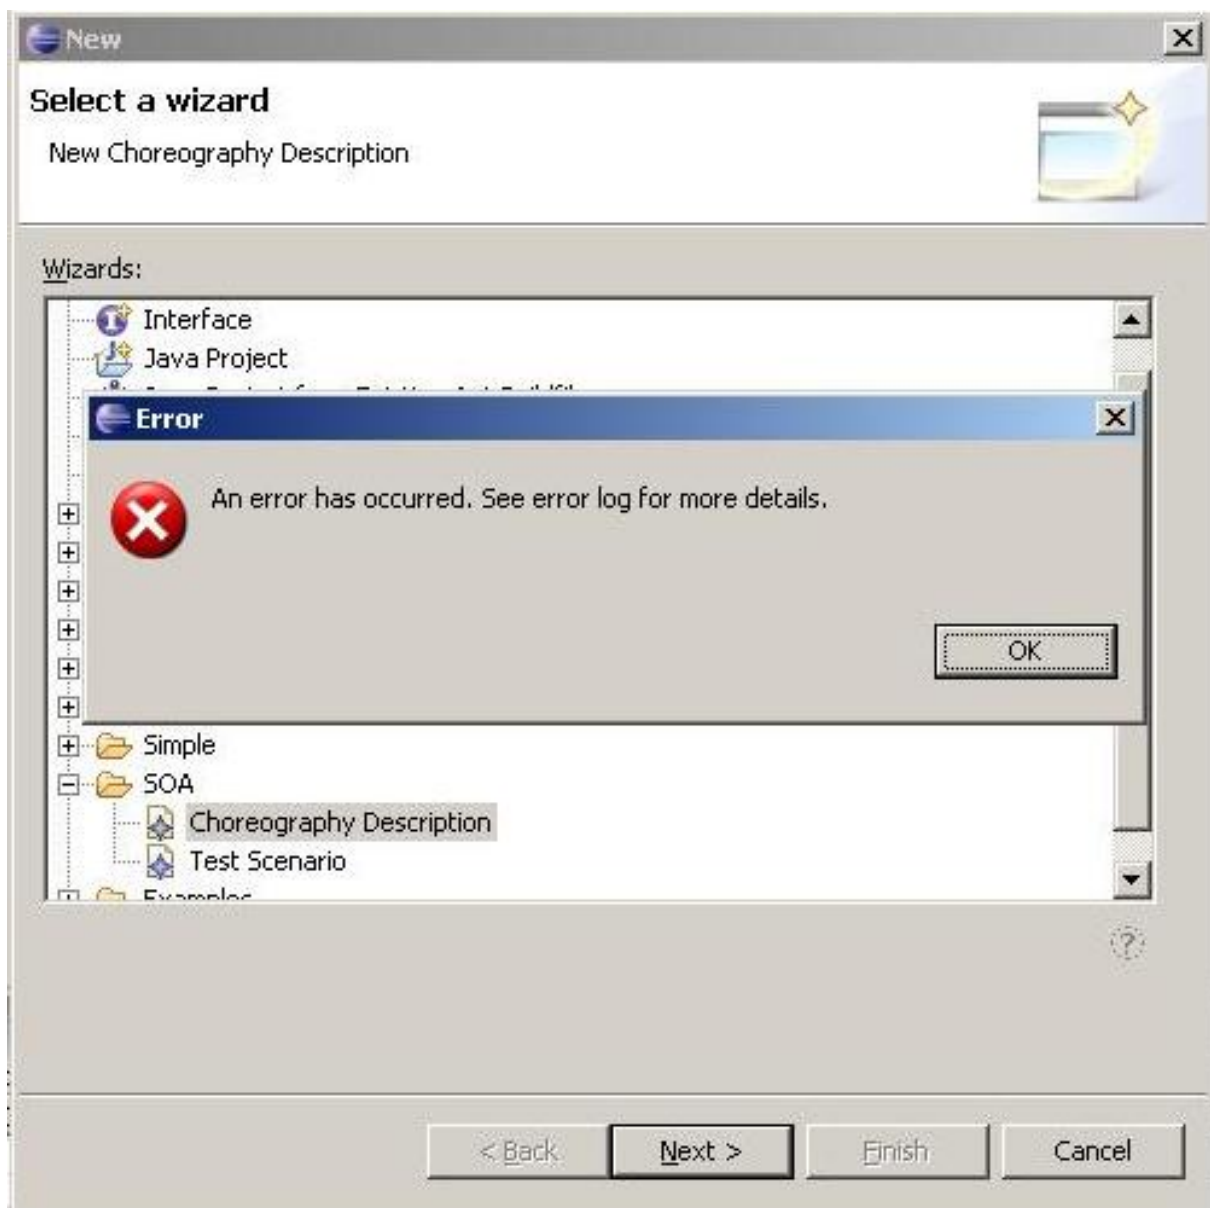 New
Select a wizard
New Choreography Description
Wizards:
Interface
Java Project
Error
An error has occurred. See error log for more details.
OK
Simple
SOA
Choreography Description
Test Scenario
Examples
< Back
Next >
Finish
Cancel